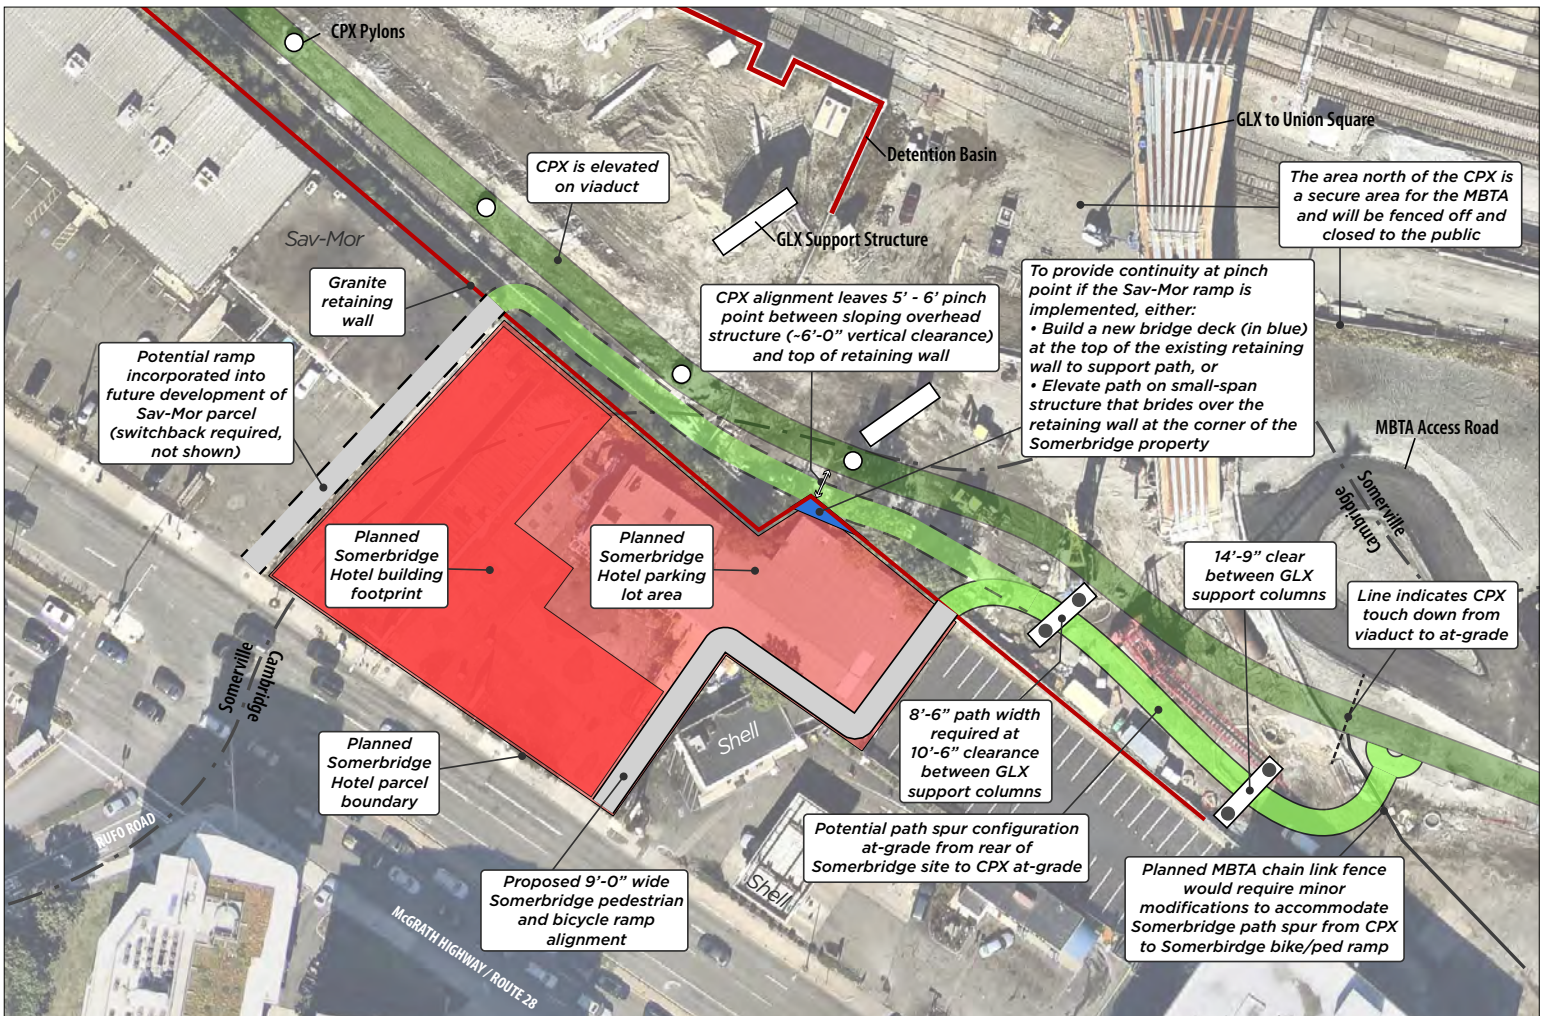 CPX Pylons
GLX to Union Square
Detention Basin
CPX is elevated
on viaduct
The area north of the CPX is
a secure area for the MBTA
and will be fenced off and
closed to the public
Sav-Mor
GLX Support Structure
Granite
retaining
wall
CPX alignment leaves 5’ - 6’ pinch
point between sloping overhead
structure (~6’-0” vertical clearance)
and top of retaining wall
To provide continuity at pinch
point if the Sav-Mor ramp is
implemented, either:
• Build a new bridge deck (in blue)
at the top of the existing retaining
wall to support path, or
• Elevate path on small-span
structure that brides over the
retaining wall at the corner of the
Somerbridge property
Potential ramp
incorporated into
future development of
Sav-Mor parcel
(switchback required,
not shown)
MBTA Access Road
Somerville
Cambridge
Planned
Somerbridge
Hotel building
footprint
Planned
Somerbridge
Hotel parking
lot area
14’-9” clear
between GLX
support columns
Line indicates CPX
touch down from
viaduct to at-grade
Somerville
Cambridge
8’-6” path width
required at
10’-6” clearance
between GLX
support columns
Shell
Planned
Somerbridge
Hotel parcel
boundary
RUFO ROAD
Potential path spur configuration
at-grade from rear of
Somerbridge site to CPX at-grade
Shell
Proposed 9’-0” wide
Somerbridge pedestrian
and bicycle ramp
alignment
Planned MBTA chain link fence
would require minor
modifications to accommodate
Somerbridge path spur from CPX
to Somerbirdge bike/ped ramp
McGRATH HIGHWAY / ROUTE 28